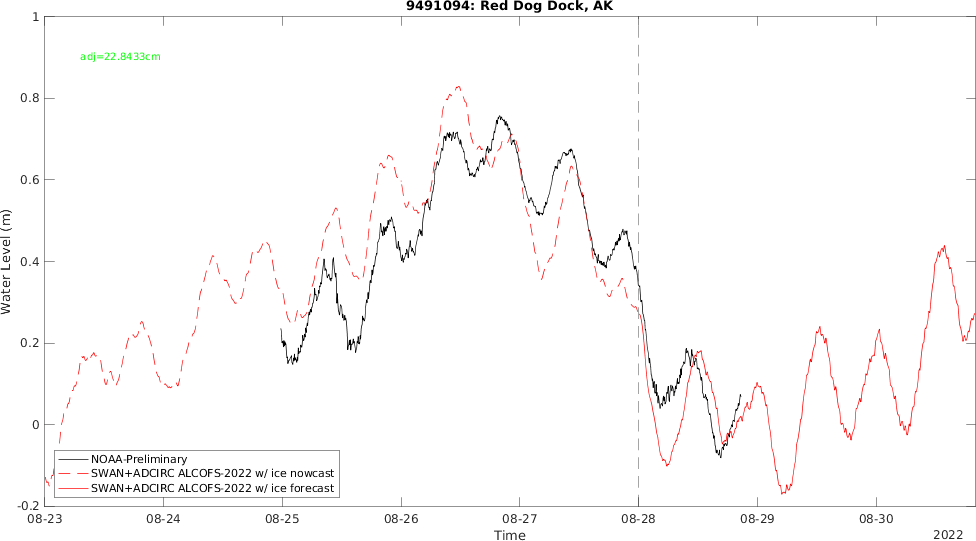 9491094: Red Dog Dock, AK
adj=22.8433cm
Water Level (m)
1
0.8
0.6
0.4
0.2
0
-0.2
NOAA-Preliminary
SWAN+ADCIRC ALCOFS-2022 w/ ice nowcast
SWAN+ADCIRC ALCOFS-2022 w/ ice forecast
08-23 08-24 08-25 08-26 08-27 08-28 08-29 08-30
Time
2022